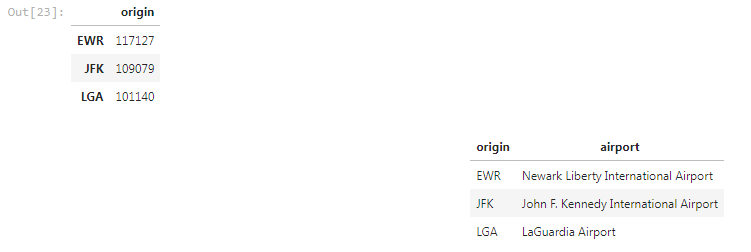 Out[23]:
origin
EWR 117127
JFK 109079
LGA 101140
origin airport
EWR Newark Liberty International Airport
JFK John F. Kennedy International Airport
LGA LaGuardia Airport